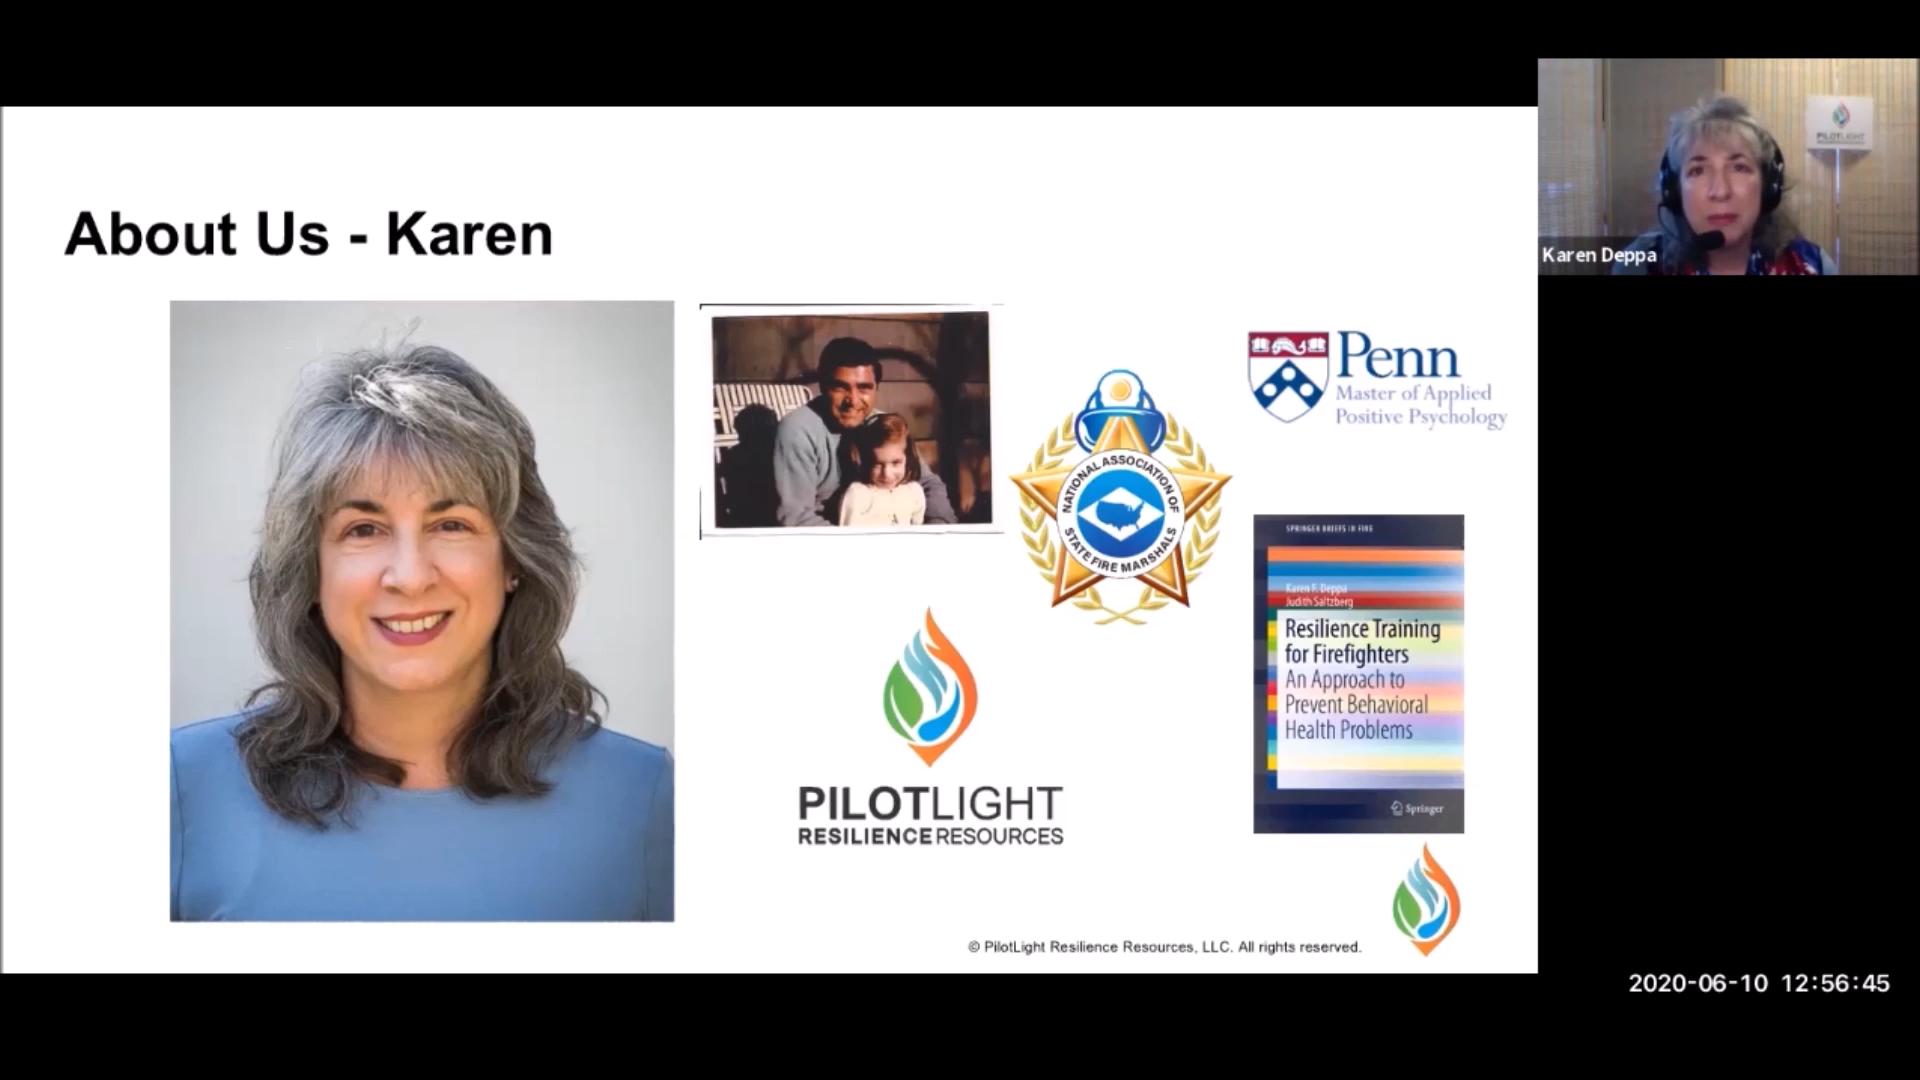 About Us - Karen
Karen Deppa
PILOTLIGHT
NATIONAL ASSOCIATION OF
STATE FIRE MARSHALS
Penn
Master of Applied
Positive Psychology
SPRINGER BRIEFS IN FIRE
Karen F. Deppa
Judith Saltzberg
Resilience Training
for Firefighters
An Approach to
Prevent Behavioral
Health Problems
Springer
PILOTLIGHT
RESILIENCE RESOURCES
© PilotLight Resilience Resources, LLC. All rights reserved.
2020-06-10 12:56:45